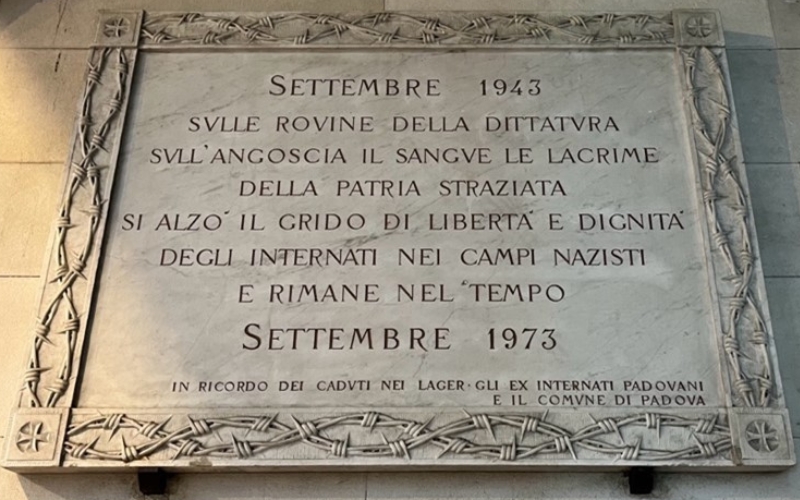 SETTEMBRE 1943
SVLLE ROVINE DELLA DITTATVRA
SVLL'ANGOSCIA IL SANGVE LE LACRIME
DELLA PATRIA STRAZIATA
SI ALZO' IL GRIDO DI LIBERTA' E DIGNITA'
DEGLI INTERNATI NEI CAMPI NAZISTI
E RIMANE NEL TEMPO
SETTEMBRE 1973
IN RICORDO DEI CADVTI NEI LAGER · GLI EX INTERNATI PADOVANI
E IL COMVNE DI PADOVA